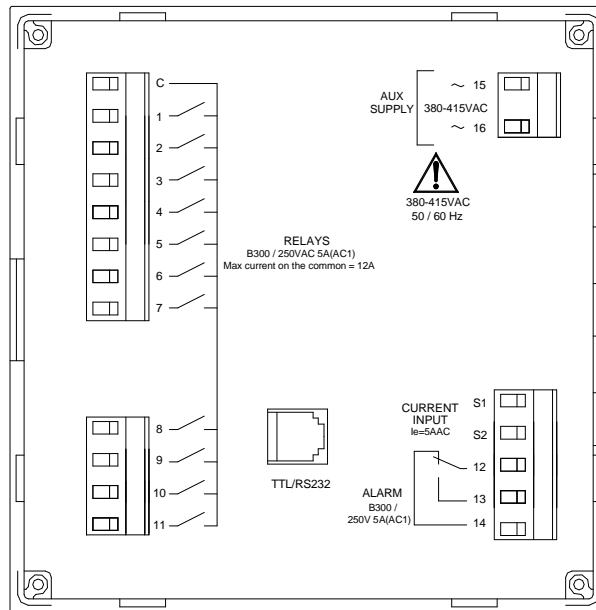 C
1
2
3
4
5
6
7
RELAYS
B300 / 250VAC 5A(AC1)
Max current on the common = 12A
8
9
10
11
AUX
SUPPLY
380-415VAC
~ 15
~ 16
380-415VAC
50 / 60 Hz
TTL/RS232
CURRENT
INPUT
Ie=5AAC
S1
S2
12
13
14
ALARM
B300 /
250V 5A(AC1)